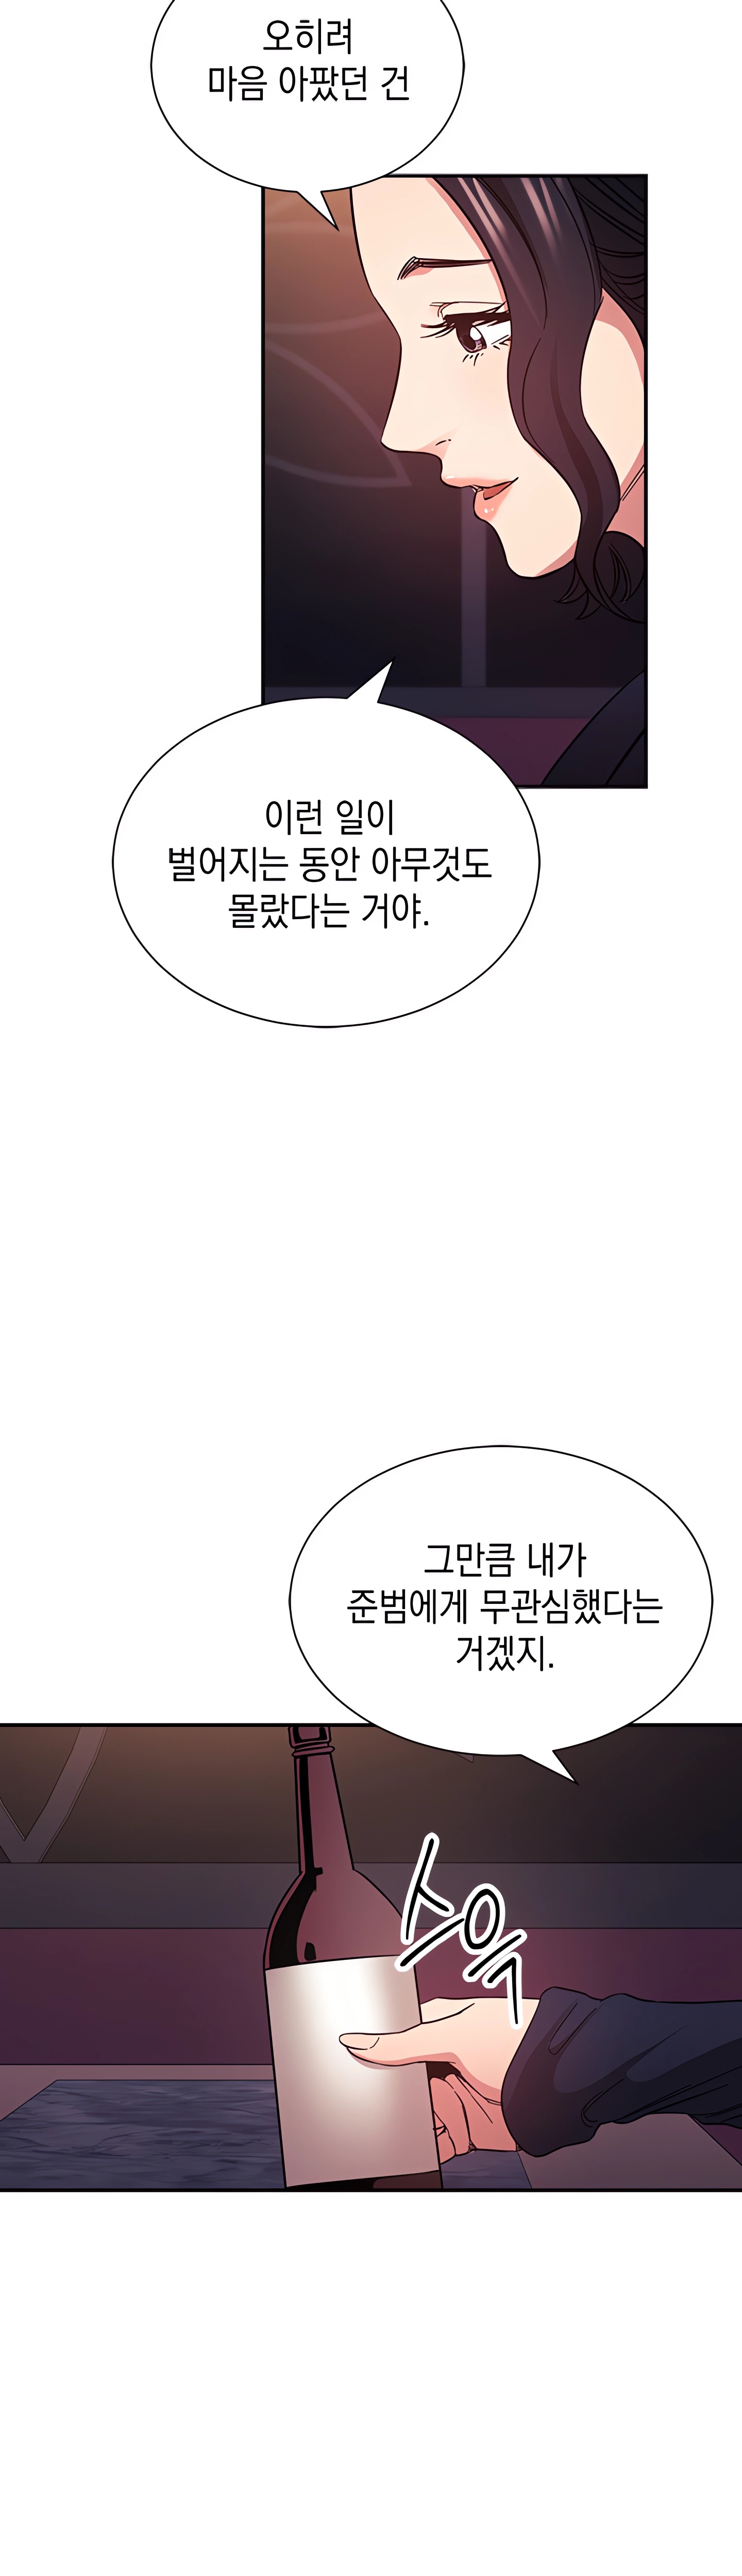 오히려
마음 아팠던 건
이런 일이
벌어지는 동안 아무것도
몰랐다는 거야.
그만큼 내가
준범에게 무관심했다는
거겠지.
스윽